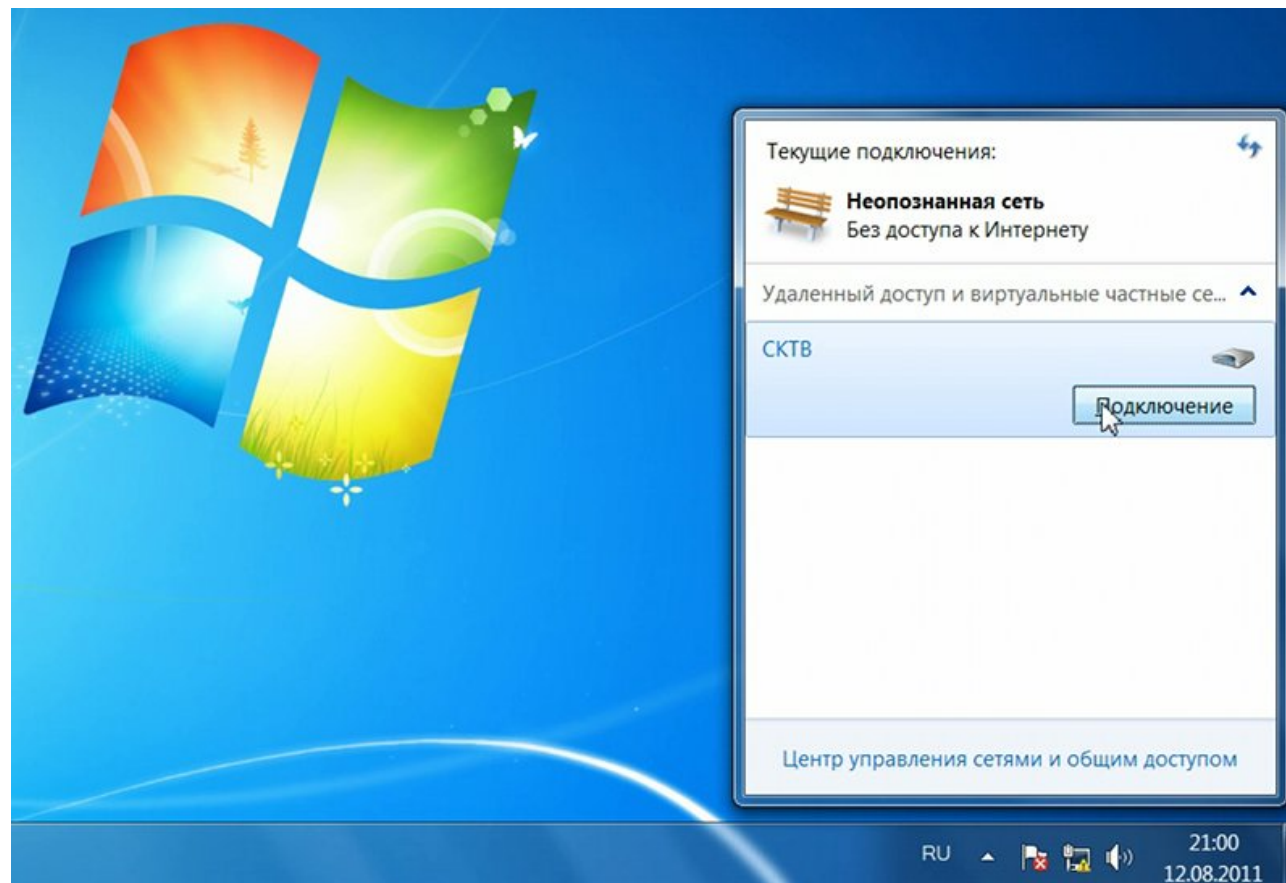 Текущие подключения:
Неопознанная сеть
Без доступа к Интернету
Удаленный доступ и виртуальные частные се...
СКТВ
Подключение
Центр управления сетями и общим доступом
RU
21:00
12.08.2011